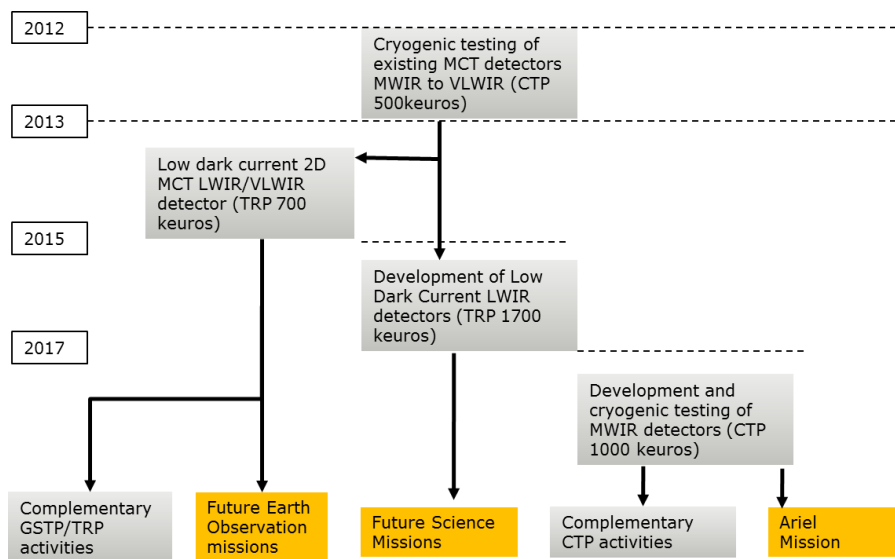 2012
Cryogenic testing of
existing MCT detectors
MWIR to VLWIR (CTP
500keuros)
2013
Low dark current 2D
MCT LWIR/VLWIR
detector (TRP 700
keuros)
2015
Development of Low
Dark Current LWIR
detectors (TRP 1700
keuros)
2017
Development and
cryogenic testing of
MWIR detectors (CTP
1000 keuros)
Complementary
GSTP/TRP
activities
Future Earth
Observation
missions
Future Science
Missions
Complementary
CTP activities
Ariel
Mission